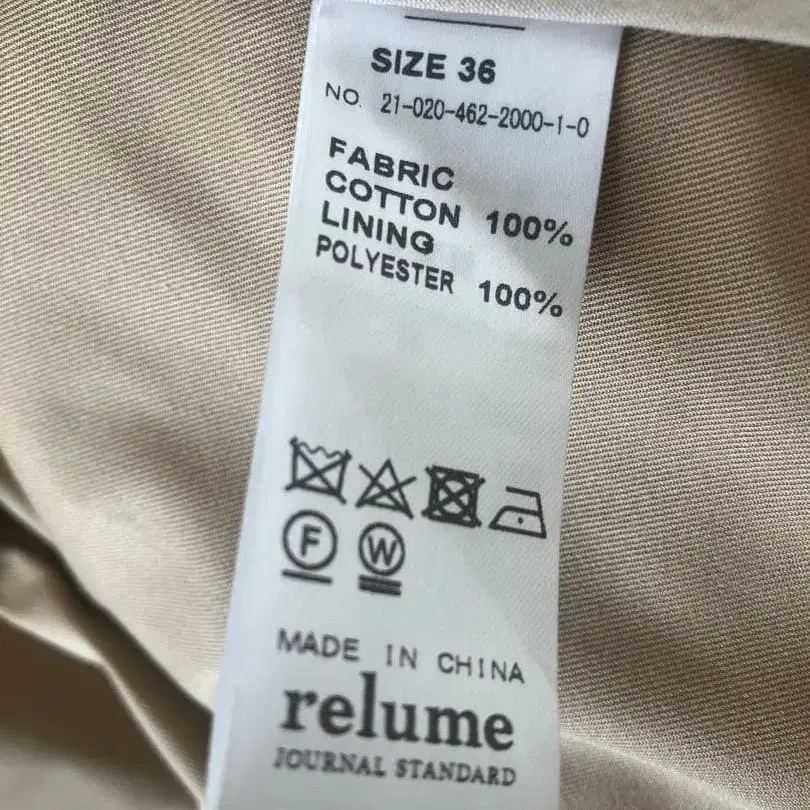 SIZE 36
NO. 21-020-462-2000-1-0
FABRIC
COTTON 100%
LINING
POLYESTER 100%
F W
MADE IN CHINA
relume
JOURNAL STANDARD